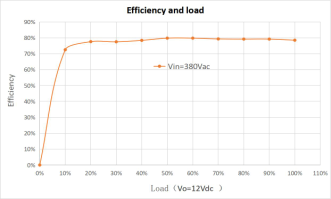 Efficiency and load
90%
80%
70%
60%
50%
40%
30%
20%
10%
0%
Efficiency
Vin=380Vac
0% 10% 20% 30% 40% 50% 60% 70% 80% 90% 100% 110%
Load（Vo=12Vdc ）